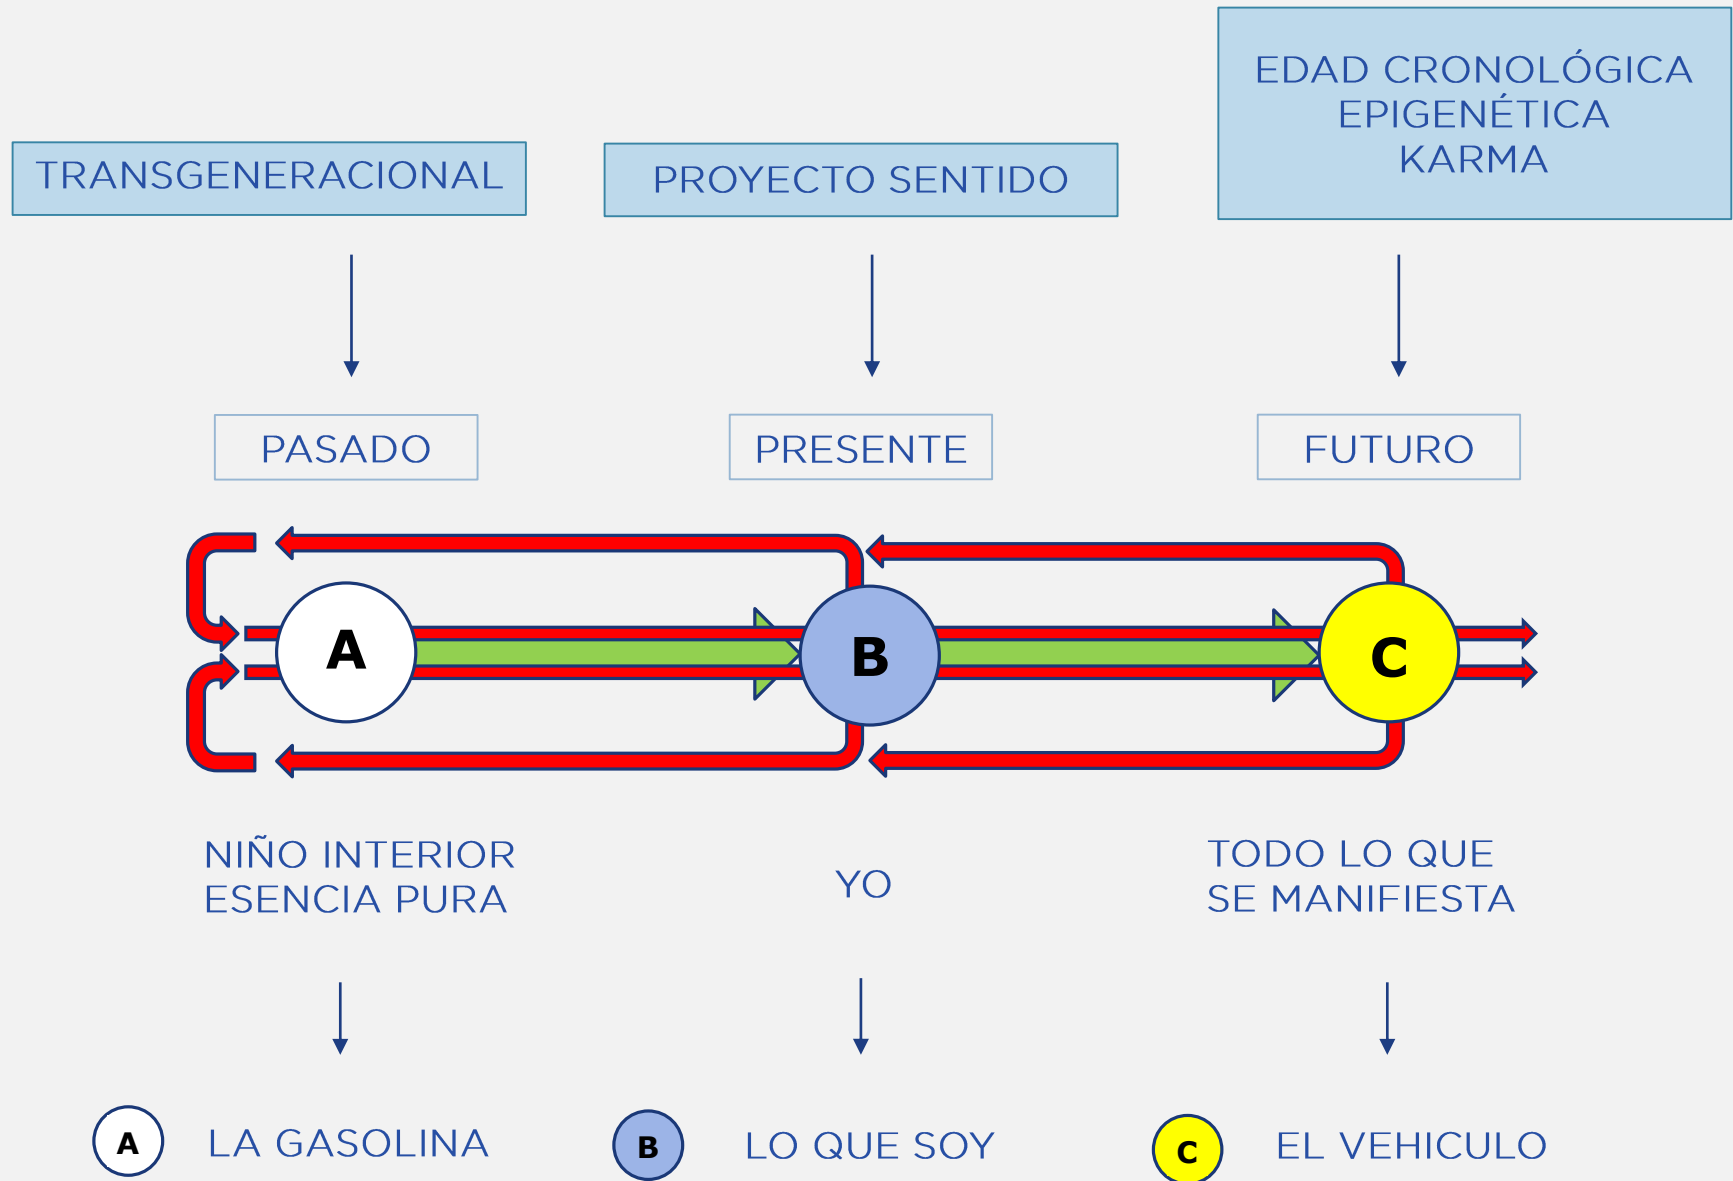 TRANSGENERACIONAL
PROYECTO SENTIDO
EDAD CRONOLÓGICA
EPIGENÉTICA
KARMA
PASADO
PRESENTE
FUTURO
A
B
C
NIÑO INTERIOR
ESENCIA PURA
YO
TODO LO QUE
SE MANIFIESTA
A
LA GASOLINA
B
LO QUE SOY
C
EL VEHICULO